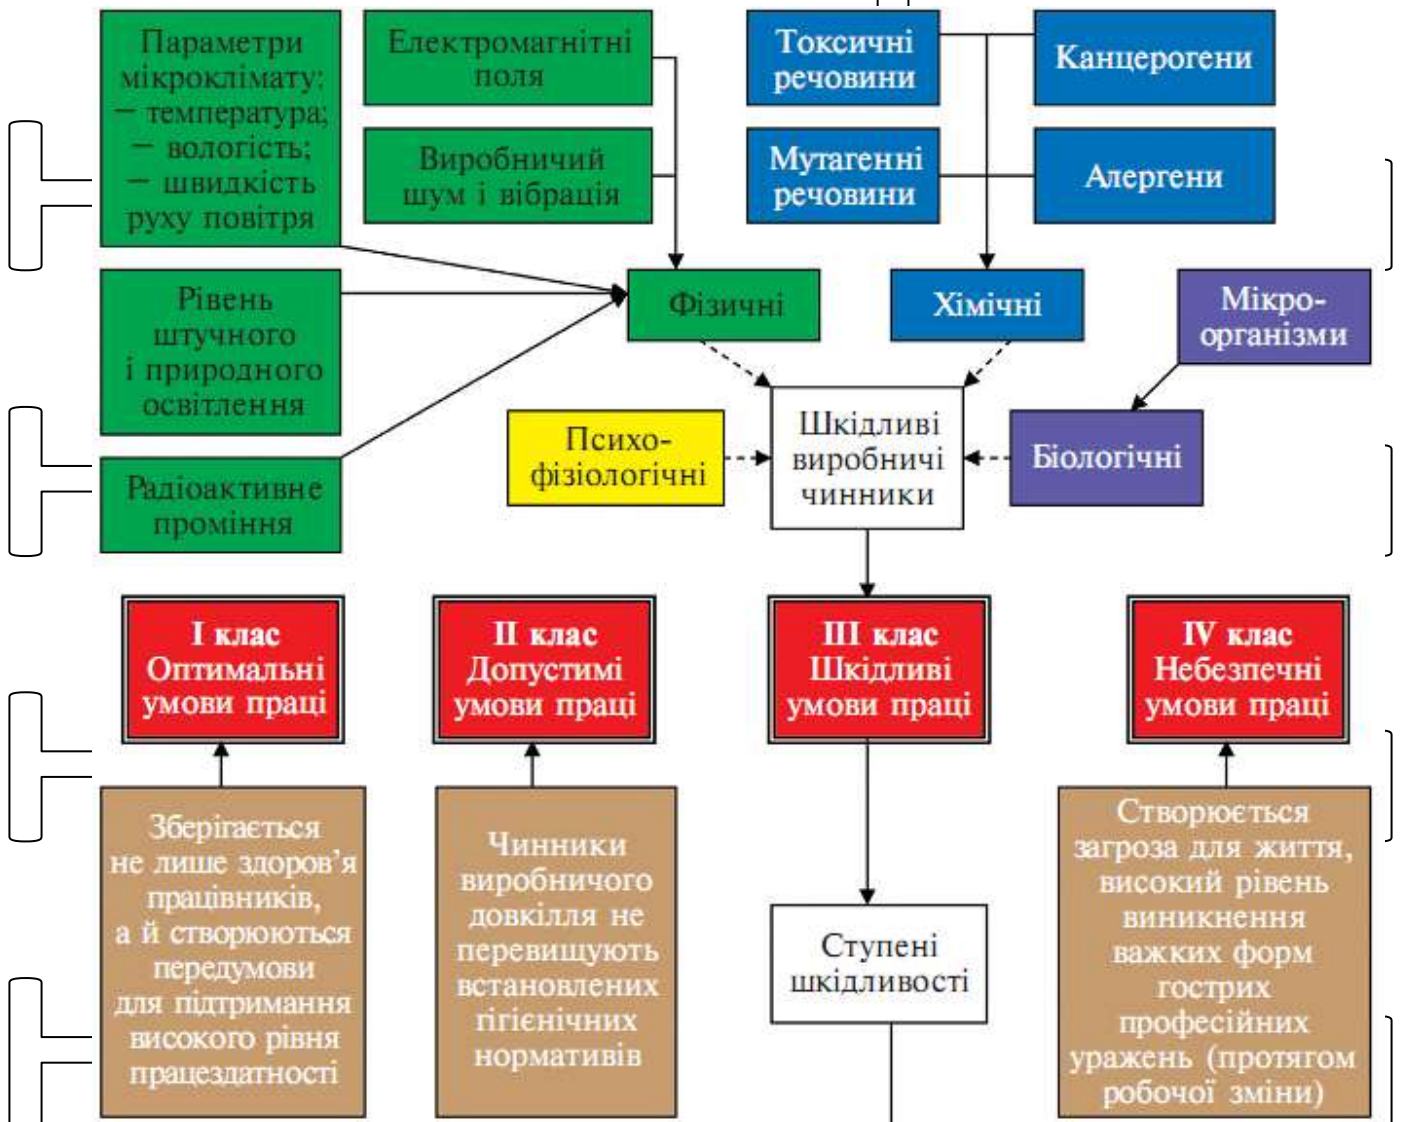 Параметри
мікроклімату:
– температура;
– вологість;
– швидкість
руху повітря
Електромагнітні
поля
Виробничий
шум і вібрація
Токсичні
речовини
Канцерогени
Мутагенні
речовини
Алергени
Рівень
штучного
і природного
освітлення
Фізичні
Хімічні
Мікро-
організми
Радіоактивне
проміння
Психо-
фізіологічні
Шкідливі
виробничі
чинники
Біологічні
I клас
Оптимальні
умови праці
II клас
Допустимі
умови праці
III клас
Шкідливі
умови праці
IV клас
Небезпечні
умови праці
Зберігається
не лише здоров’я
працівників,
а й створюються
передумови
для підтримання
високого рівня
працездатності
Чинники
виробничого
довкілля не
перевищують
встановлених
гігієнічних
нормативів
Ступені
шкідливості
Створюється
загроза для життя,
високий рівень
виникнення
важких форм
гострих
професійних
уражень (протягом
робочої зміни)